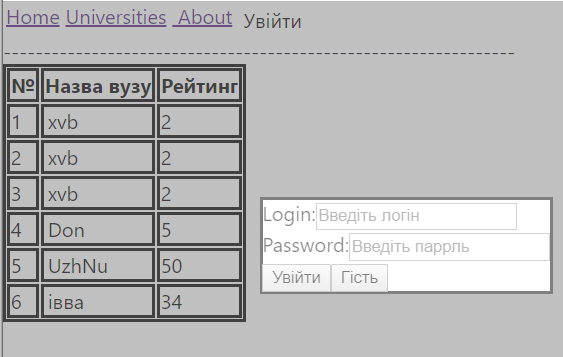 Home Universities About Увійти
-----------------------------------------------------------------
№ Назва вузу Рейтинг
1 xvb 2
2 xvb 2
3 xvb 2
4 Don 5
5 UzhNu 50
6 івва 34
Login: Введіть логін
Password: Введіть паррль
Увійти Гість